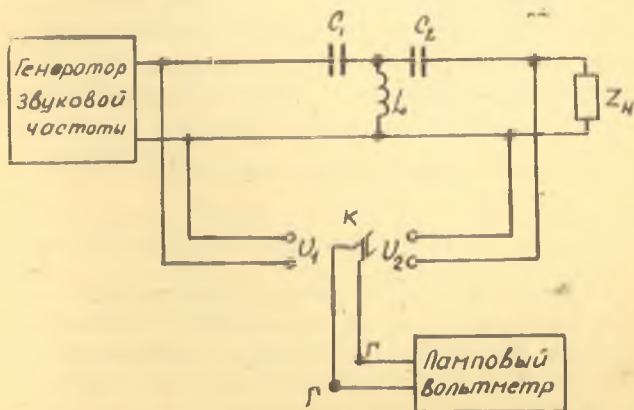 C₁
C₂
Генератор
звуковой
частоты
L
Zн
K
U₁
U₂
Г
Г
Ламповый
вольтметр